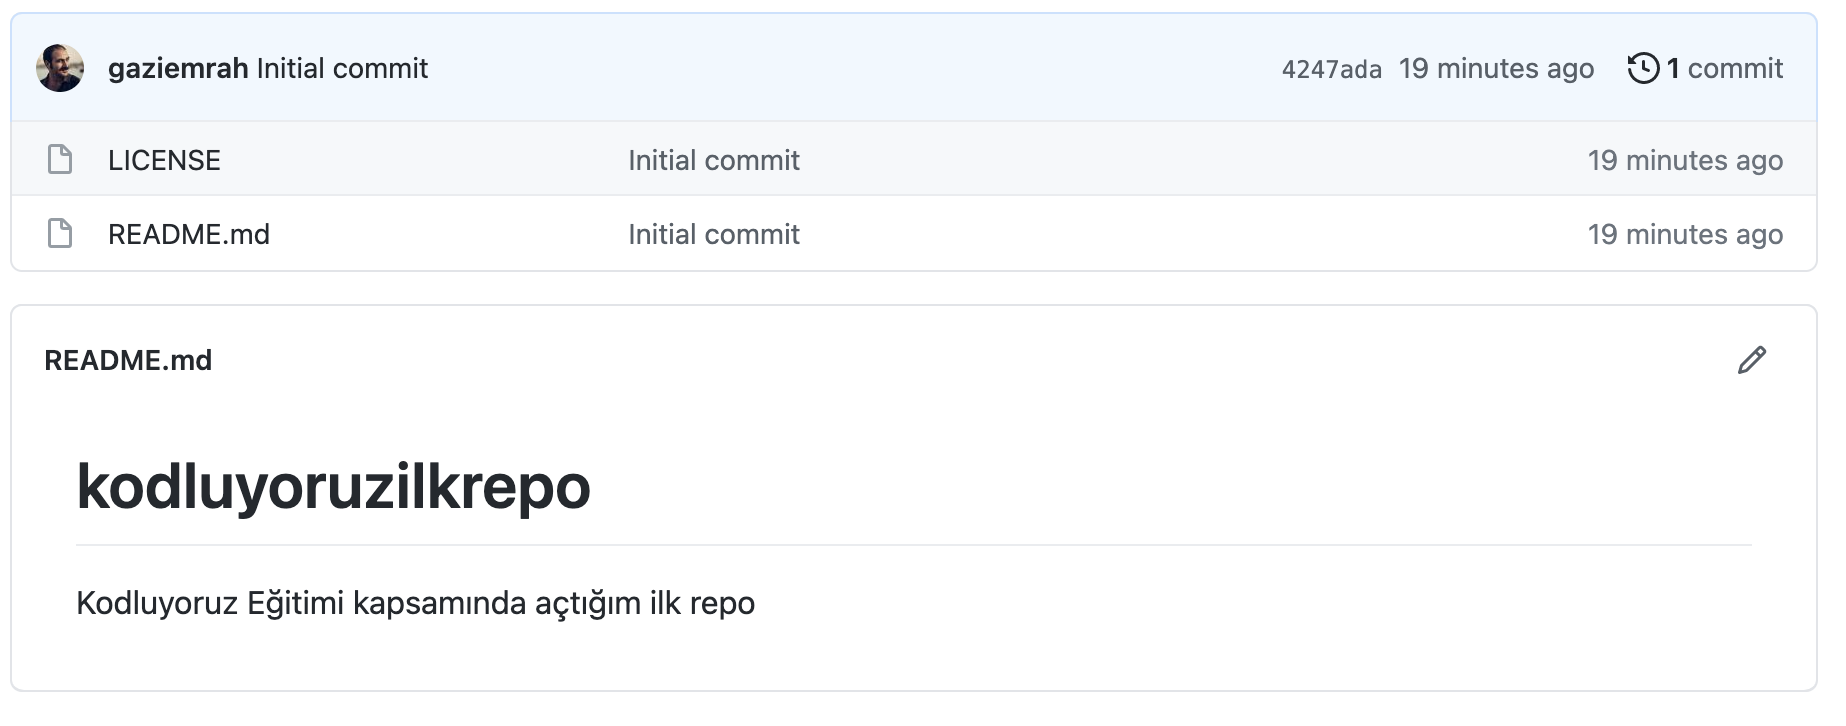 gaziemrah Initial commit 4247ada 19 minutes ago 1 commit
LICENSE Initial commit 19 minutes ago
README.md Initial commit 19 minutes ago
README.md
kodluyoruzilkrepo
Kodluyoruz Eğitimi kapsamında açtığım ilk repo